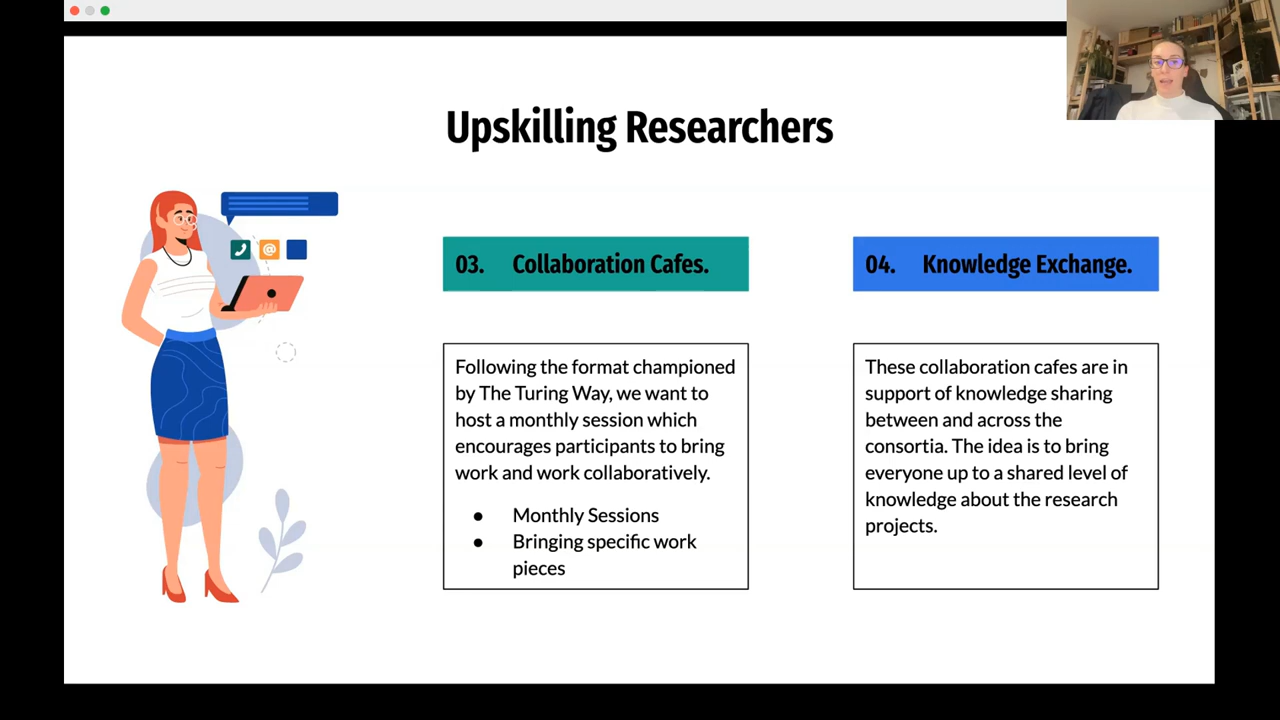 Upskilling Researchers
@
03. Collaboration Cafes.
Following the format championed
by The Turing Way, we want to
host a monthly session which
encourages participants to bring
work and work collaboratively.
● Monthly Sessions
● Bringing specific work
pieces
04. Knowledge Exchange.
These collaboration cafes are in
support of knowledge sharing
between and across the
consortia. The idea is to bring
everyone up to a shared level of
knowledge about the research
projects.